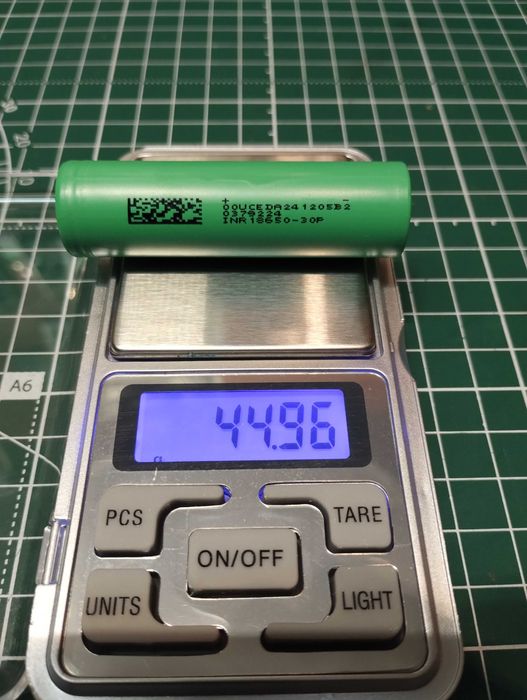 + -
00UCEDA241205B2
0379224
INR18650-30P
A6
44.96
PCS
TARE
ON/OFF
UNITS
LIGHT